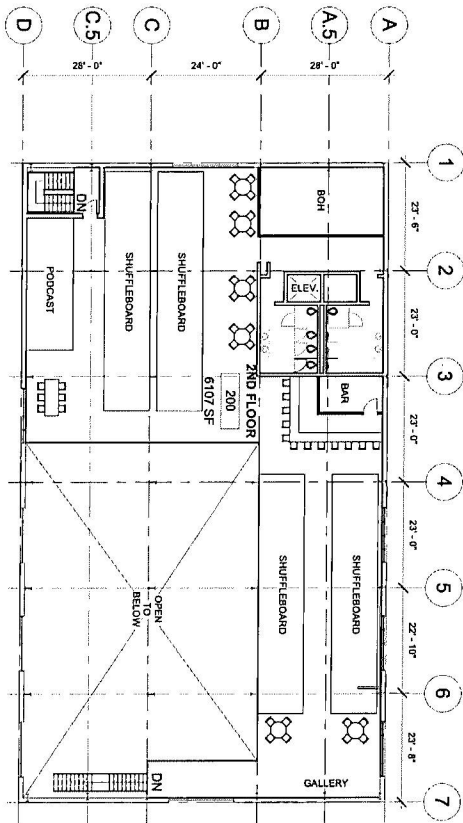 D
C.5
C
B
A.5
A
28' - 0"
24' - 0"
28' - 0"
1
2
3
4
5
6
7
23' - 6"
23' - 0"
23' - 0"
23' - 0"
22' - 10"
23' - 8"
BOH
ELEV.
BAR
SHUFFLEBOARD
SHUFFLEBOARD
GALLERY
2ND FLOOR
200
6107 SF
SHUFFLEBOARD
SHUFFLEBOARD
PODCAST
DN
OPEN
TO
BELOW
DN